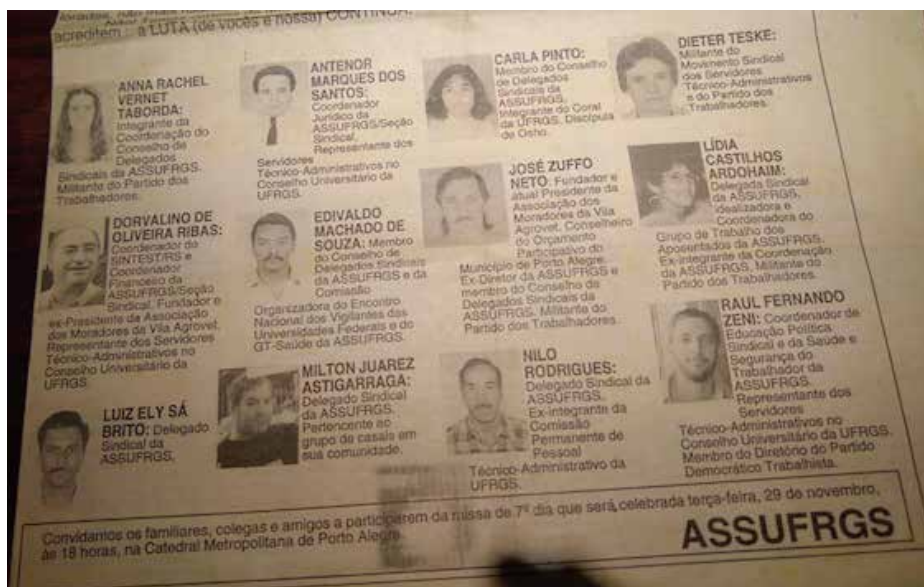 acreditem : a LUTA (de vocês e nossa) CONTINUA.
ANNA RACHEL
VERNET
TABORDA:
Integrante da
Coordenação do
Conselho de
Delegados
Sindicais da ASSUFRGS.
Militante do Partido dos
Trabalhadores.
ANTENOR
MARQUES DOS
SANTOS:
Coordenador
Jurídico da
ASSUFRGS/Seção
Sindical,
Representante dos
Servidores
Técnico-Administrativos no
Conselho Universitário da
UFRGS.
CARLA PINTO:
Membro do Conselho
de Delegados
Sindicais da
ASSUFRGS,
Integrante do Coral
da UFRGS, Discípula
de Osho.
DIETER TESKE:
Militante do
Movimento Sindical
dos Servidores
Técnico-Administrativos
e do Partido dos
Trabalhadores.
DORVALINO DE
OLIVEIRA RIBAS:
Coordenador do
SINTEST/RS e
Coordenador
Financeiro da
ASSUFRGS/Seção
Sindical, Fundador e
ex-Presidente da Associação
dos Moradores da Vila Agrovet.
Representante dos Servidores
Técnico-Administrativos no
Conselho Universitário da
UFRGS.
EDIVALDO
MACHADO DE
SOUZA: Membro
do Conselho de
Delegados Sindicais
da ASSUFRGS e da
Comissão
Organizadora do Encontro
Nacional dos Vigilantes das
Universidades Federais e do
GT-Saúde da ASSUFRGS.
JOSÉ ZUFFO
NETO: Fundador e
atual Presidente da
Associação dos
Moradores da Vila
Agrovet, Conselheiro
do Orçamento
Participativo do
Município de Porto Alegre.
Ex-Diretor da ASSUFRGS e
membro do Conselho de
Delegados Sindicais da
ASSUFRGS. Militante do
Partido dos Trabalhadores.
LÍDIA
CASTILHOS
ARDOHAIM:
Delegada Sindical
da ASSUFRGS,
idealizadora e
Coordenadora do
Grupo de Trabalho dos
Aposentados da ASSUFRGS.
Ex-integrante da Coordenação
da ASSUFRGS, Militante do
Partido dos Trabalhadores.
LUIZ ELY SÁ
BRITO: Delegado
Sindical da
ASSUFRGS.
MILTON JUAREZ
ASTIGARRAGA:
Delegado Sindical
da ASSUFRGS.
Pertencente ao
grupo de casais em
sua comunidade.
NILO
RODRIGUES:
Delegado Sindical da
ASSUFRGS.
Ex-integrante da
Comissão
Permanente de
Pessoal
Técnico-Administrativo da
UFRGS.
RAUL FERNANDO
ZENI: Coordenador de
Educação Política
Sindical e da Saúde e
Segurança do
Trabalhador da
ASSUFRGS.
Representante dos
Servidores
Técnico-Administrativos no
Conselho Universitário da UFRGS.
Membro do Diretório do Partido
Democrático Trabalhista.
Convidamos os familiares, colegas e amigos a participarem da missa de 7º dia que será celebrada terça-feira, 29 de novembro,
às 18 horas, na Catedral Metropolitana de Porto Alegre.
ASSUFRGS